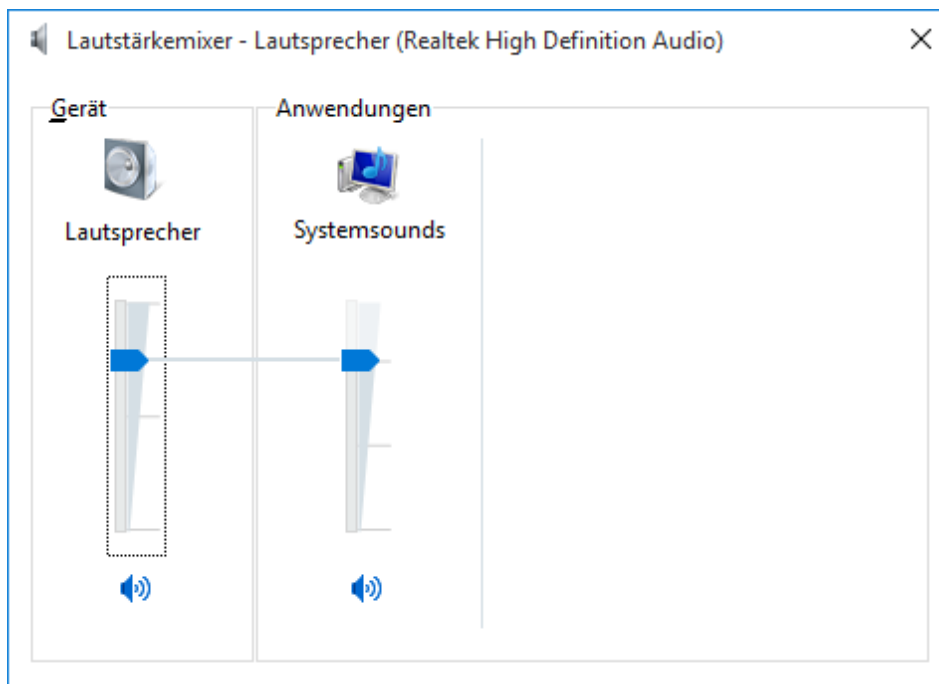 Lautstärkemixer - Lautsprecher (Realtek High Definition Audio)
Gerät
Anwendungen
Lautsprecher
Systemsounds